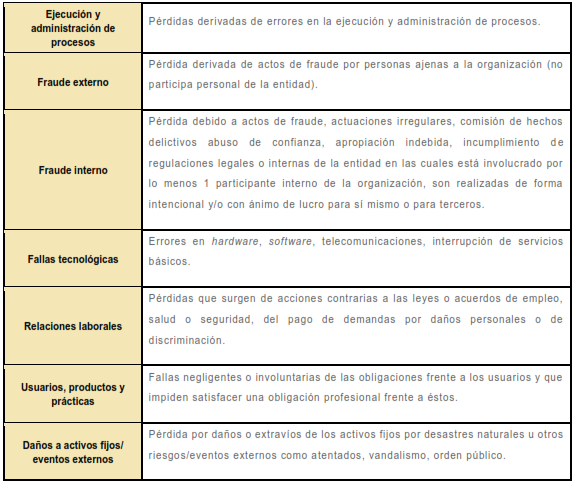 Ejecución y
administración de
procesos
Pérdidas derivadas de errores en la ejecución y administración de procesos.
Fraude externo
Pérdida derivada de actos de fraude por personas ajenas a la organización (no
participa personal de la entidad).
Fraude interno
Pérdida debido a actos de fraude, actuaciones irregulares, comisión de hechos
delictivos abuso de confianza, apropiación indebida, incumplimiento de
regulaciones legales o internas de la entidad en las cuales está involucrado por
lo menos 1 participante interno de la organización, son realizadas de forma
intencional y/o con ánimo de lucro para sí mismo o para terceros.
Fallas tecnológicas
Errores en hardware, software, telecomunicaciones, interrupción de servicios
básicos.
Relaciones laborales
Pérdidas que surgen de acciones contrarias a las leyes o acuerdos de empleo,
salud o seguridad, del pago de demandas por daños personales o de
discriminación.
Usuarios, productos y
prácticas
Fallas negligentes o involuntarias de las obligaciones frente a los usuarios y que
impiden satisfacer una obligación profesional frente a éstos.
Daños a activos fijos/
eventos externos
Pérdida por daños o extravíos de los activos fijos por desastres naturales u otros
riesgos/eventos externos como atentados, vandalismo, orden público.